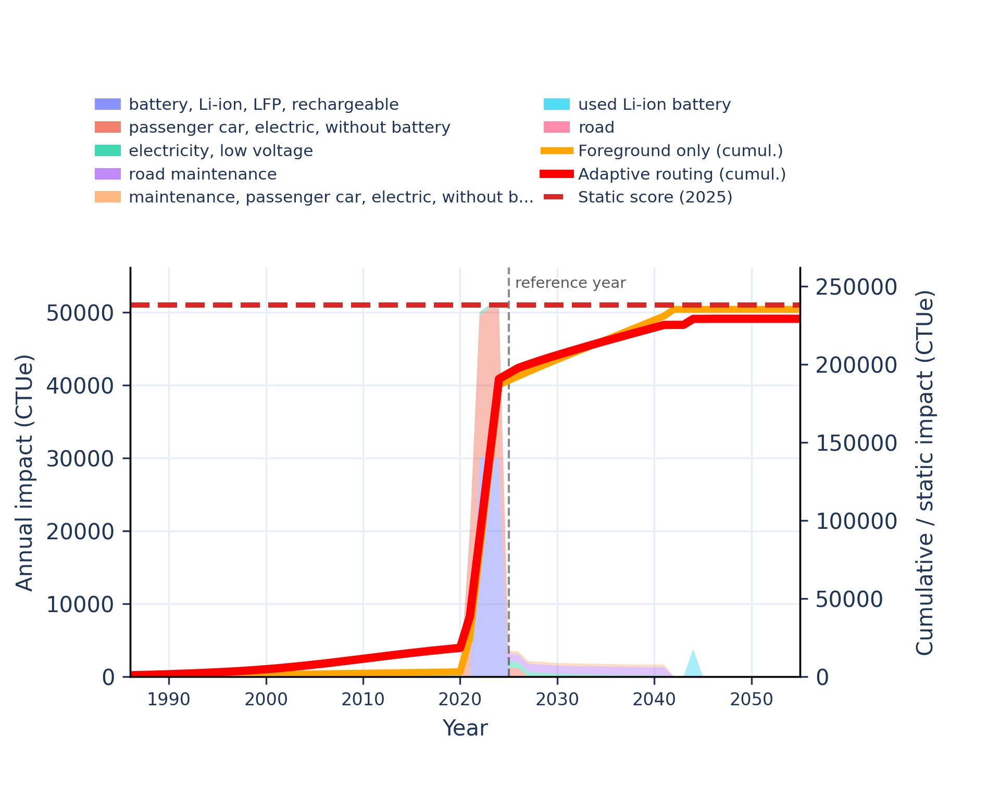 battery, Li-ion, LFP, rechargeable
passenger car, electric, without battery
electricity, low voltage
road maintenance
maintenance, passenger car, electric, without b...
used Li-ion battery
road
Foreground only (cumul.)
Adaptive routing (cumul.)
Static score (2025)
reference year
Annual impact (CTUe)
50000
40000
30000
20000
10000
0
250000
200000
150000
100000
50000
0
Cumulative / static impact (CTUe)
1990 2000 2010 2020 2030 2040 2050
Year